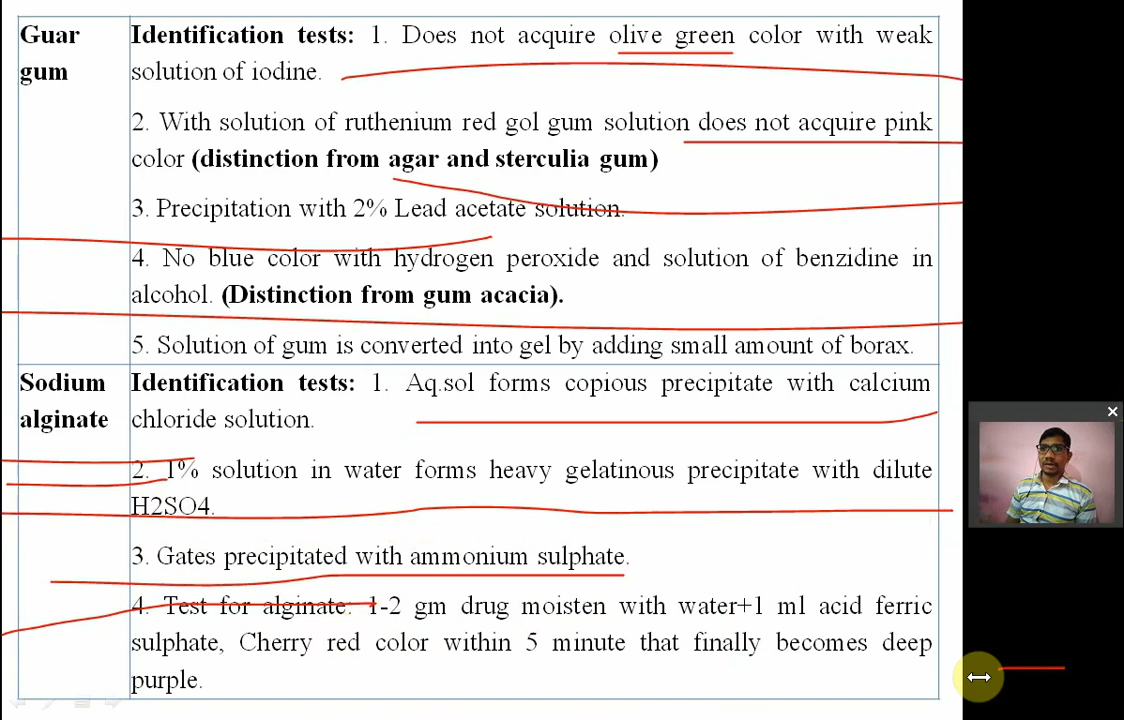 Guar
gum
Identification tests: 1. Does not acquire olive green color with weak
solution of iodine.
2. With solution of ruthenium red gol gum solution does not acquire pink
color (distinction from agar and sterculia gum)
3. Precipitation with 2% Lead acetate solution.
4. No blue color with hydrogen peroxide and solution of benzidine in
alcohol. (Distinction from gum acacia).
5. Solution of gum is converted into gel by adding small amount of borax.
Sodium
alginate
Identification tests: 1. Aq.sol forms copious precipitate with calcium
chloride solution.
2. 1% solution in water forms heavy gelatinous precipitate with dilute
H2SO4.
3. Gates precipitated with ammonium sulphate.
4. Test for alginate: 1-2 gm drug moisten with water+1 ml acid ferric
sulphate, Cherry red color within 5 minute that finally becomes deep
purple.